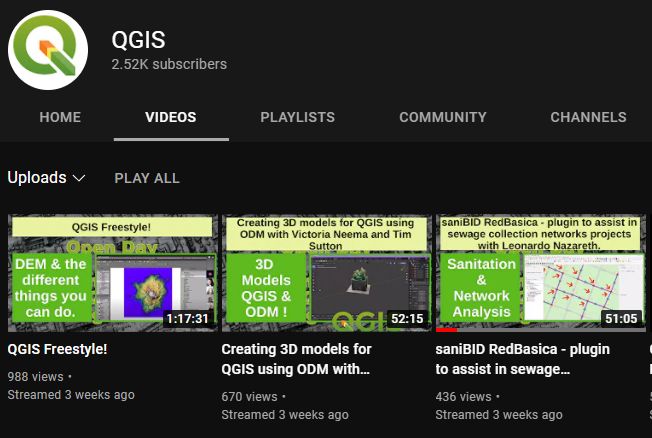 QGIS
2.52K subscribers
HOME VIDEOS PLAYLISTS COMMUNITY CHANNELS
Uploads PLAY ALL
QGIS Freestyle!
Open Day
DEM & the
different
things you
can do.
1:17:31
Creating 3D models for QGIS using
ODM with Victoria Neema and Tim
Sutton
3D
Models
QGIS &
ODM !
QGIS
52:15
saniBID RedBasica - plugin to assist in
sewage collection networks projects
with Leonardo Nazareth.
Sanitation
&
Network
Analysis
51:05
QGIS Freestyle!
988 views •
Streamed 3 weeks ago
Creating 3D models for
QGIS using ODM with...
670 views •
Streamed 3 weeks ago
saniBID RedBasica - plugin
to assist in sewage...
436 views •
Streamed 3 weeks ago